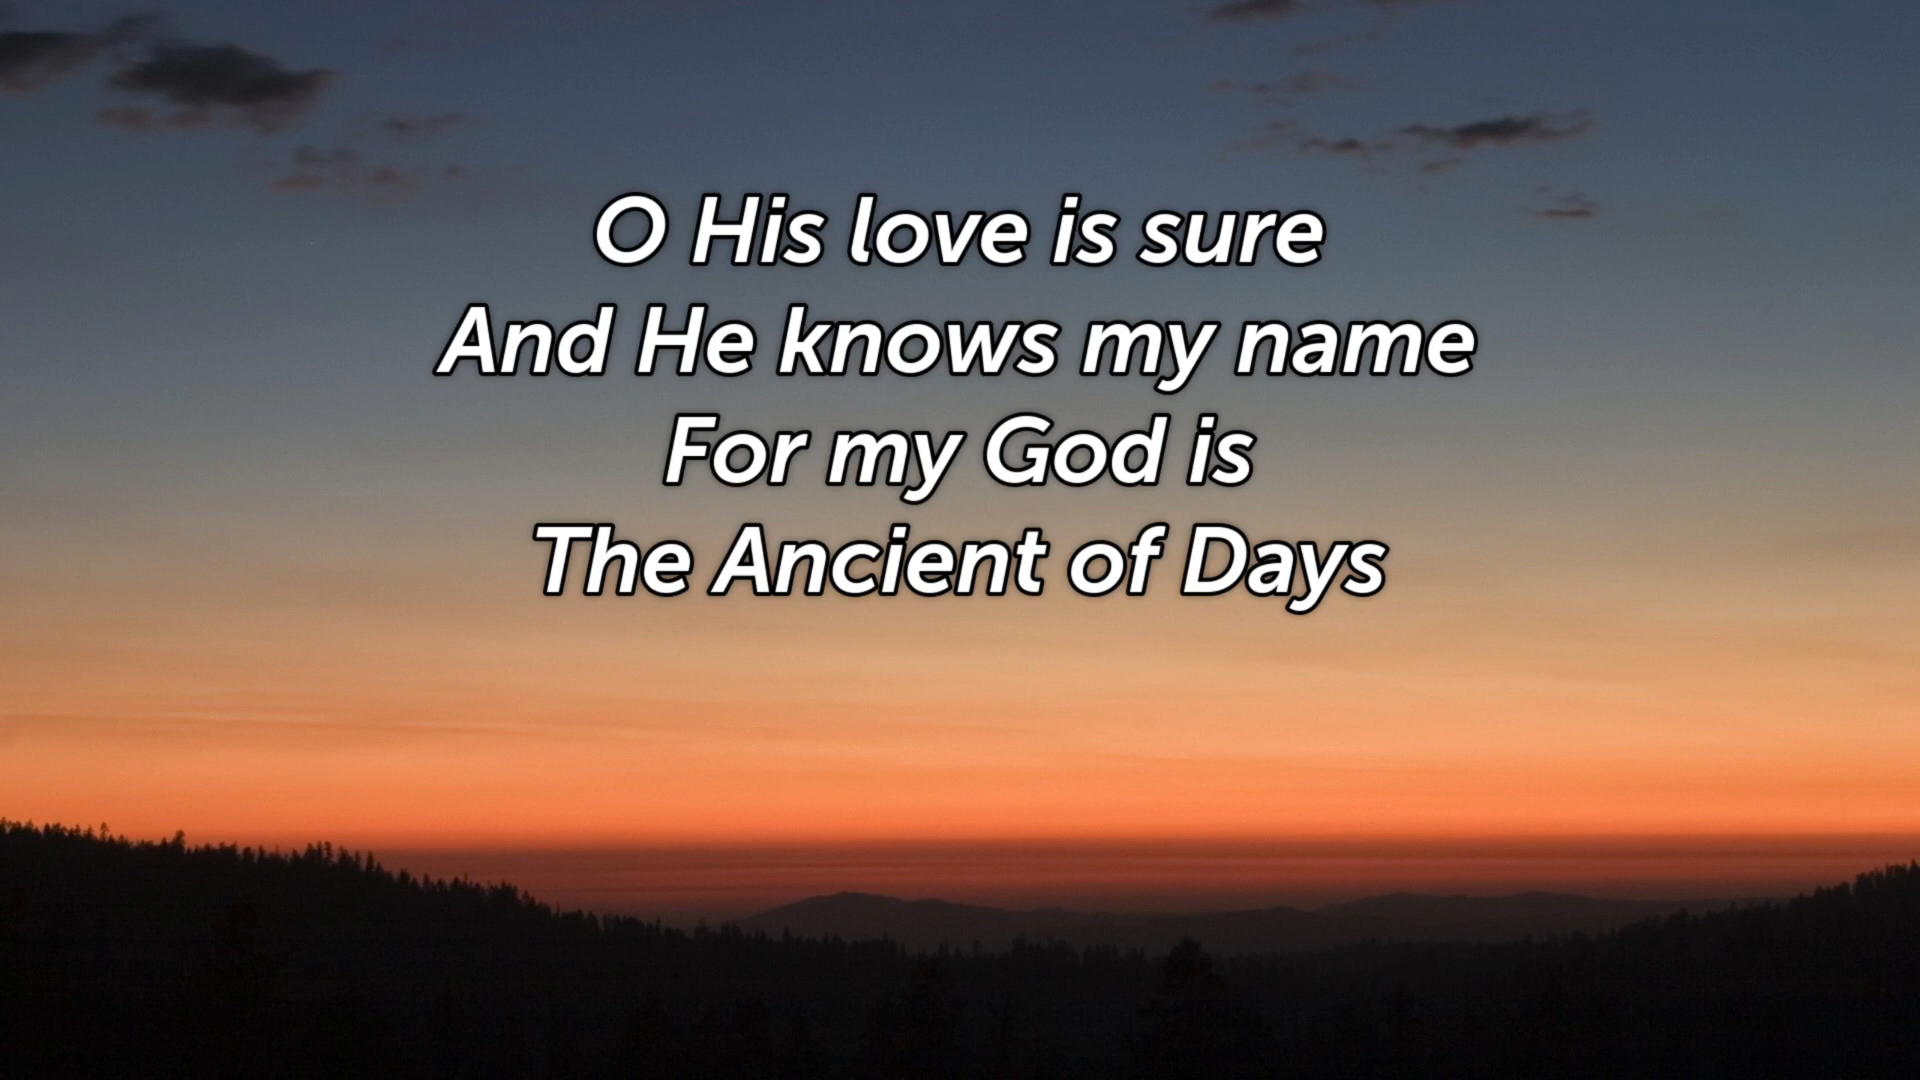 O His love is sure
And He knows my name
For my God is
The Ancient of Days